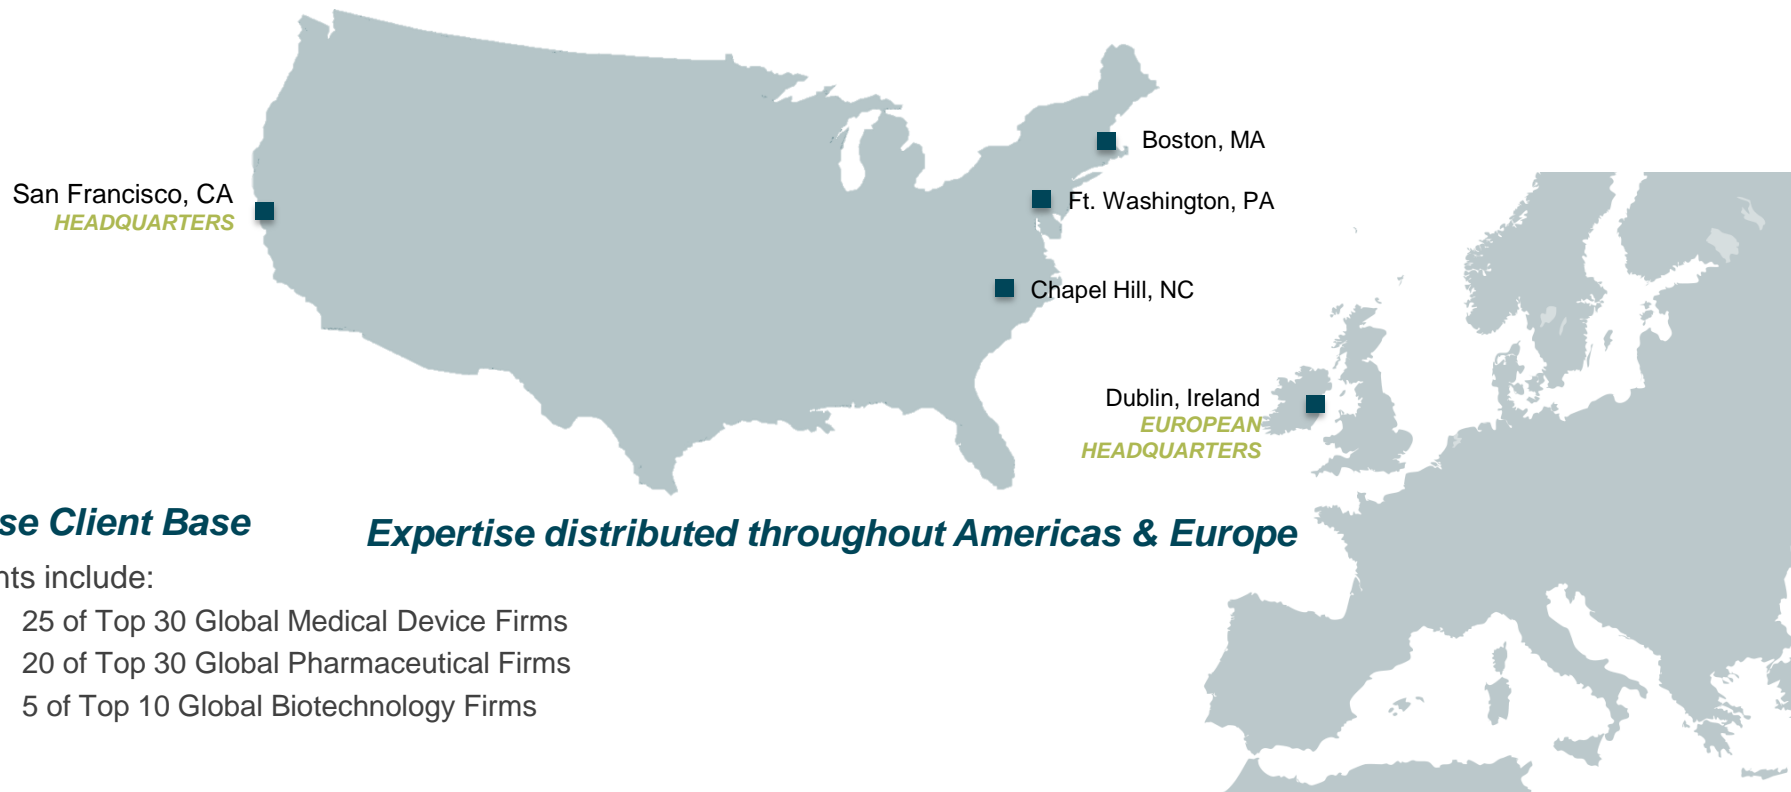 Boston, MA
San Francisco, CA
HEADQUARTERS
Ft. Washington, PA
Chapel Hill, NC
Dublin, Ireland
EUROPEAN
HEADQUARTERS
se Client Base
Expertise distributed throughout Americas & Europe
nts include:
25 of Top 30 Global Medical Device Firms
20 of Top 30 Global Pharmaceutical Firms
5 of Top 10 Global Biotechnology Firms